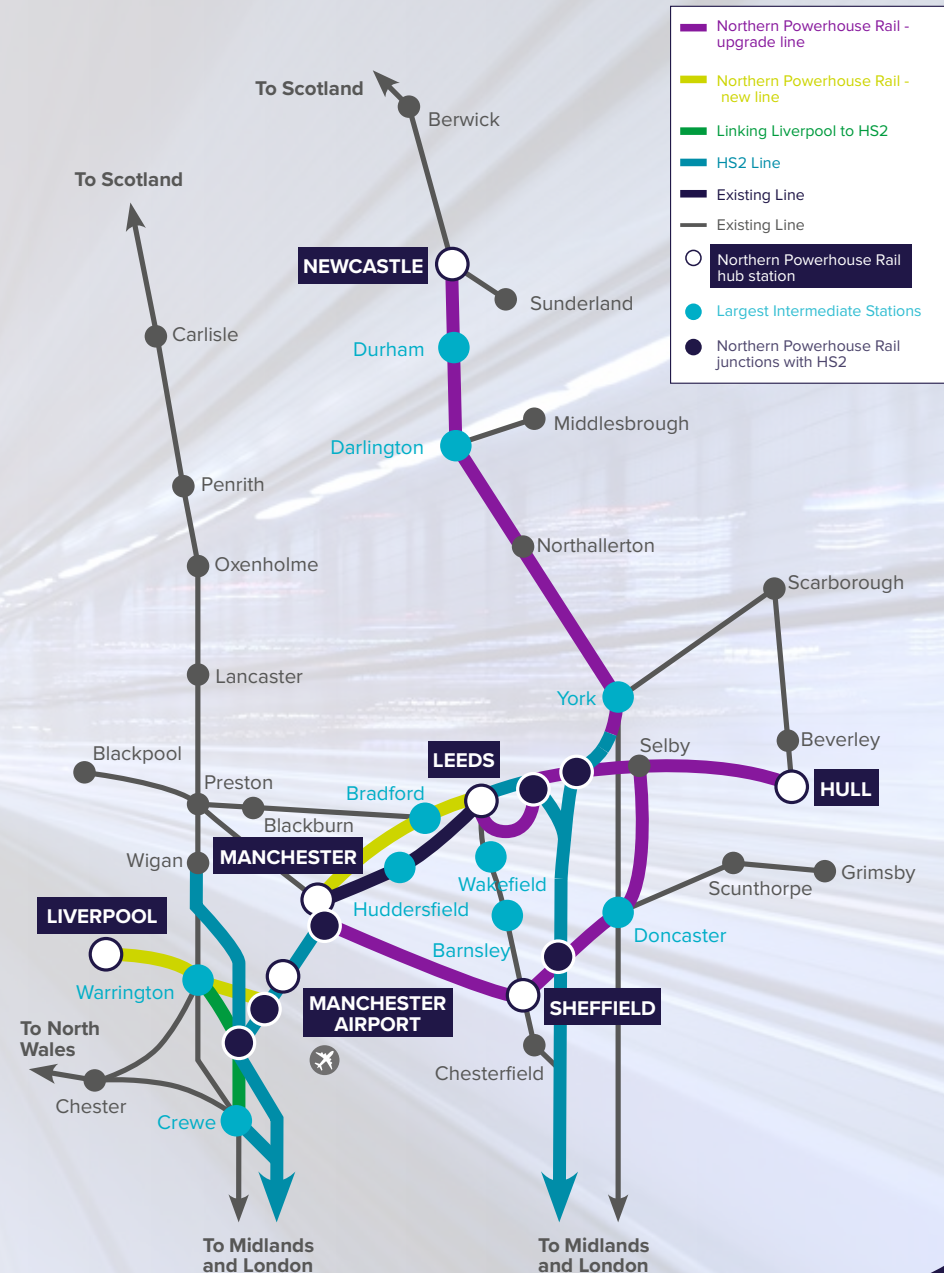 Northern Powerhouse Rail -
upgrade line
Northern Powerhouse Rail -
new line
Linking Liverpool to HS2
HS2 Line
Existing Line
Existing Line
Northern Powerhouse Rail
hub station
Largest Intermediate Stations
Northern Powerhouse Rail
junctions with HS2
To Scotland
Berwick
To Scotland
NEWCASTLE
Sunderland
Carlisle
Durham
Middlesbrough
Darlington
Penrith
Northallerton
Oxenholme
Scarborough
Lancaster
York
Beverley
Selby
Blackpool
LEEDS
Preston
HULL
Bradford
Blackburn
MANCHESTER
Wigan
Grimsby
Wakefield
Scunthorpe
Huddersfield
LIVERPOOL
Doncaster
Barnsley
Warrington
MANCHESTER
AIRPORT
SHEFFIELD
To North
Wales
Chesterfield
Chester
Crewe
To Midlands
and London
To Midlands
and London